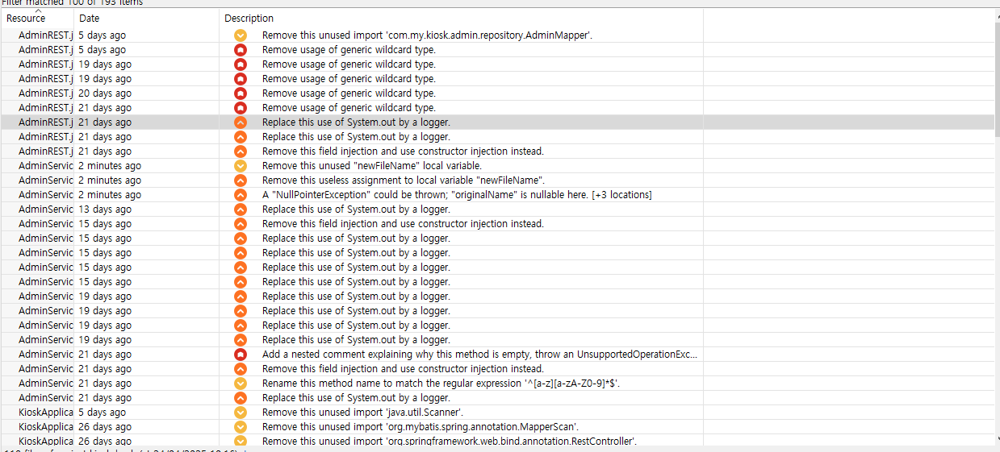 Filter matched 100 of 193 items
Resource Date Description
AdminREST.j 5 days ago Remove this unused import 'com.my.kiosk.admin.repository.AdminMapper'.
AdminREST.j 5 days ago Remove usage of generic wildcard type.
AdminREST.j 19 days ago Remove usage of generic wildcard type.
AdminREST.j 19 days ago Remove usage of generic wildcard type.
AdminREST.j 20 days ago Remove usage of generic wildcard type.
AdminREST.j 21 days ago Remove usage of generic wildcard type.
AdminREST.j 21 days ago Replace this use of System.out by a logger.
AdminREST.j 21 days ago Replace this use of System.out by a logger.
AdminREST.j 21 days ago Remove this field injection and use constructor injection instead.
AdminServic 2 minutes ago Remove this unused "newFileName" local variable.
AdminServic 2 minutes ago Remove this useless assignment to local variable "newFileName".
AdminServic 2 minutes ago A "NullPointerException" could be thrown; "originalName" is nullable here. [+3 locations]
AdminServic 13 days ago Replace this use of System.out by a logger.
AdminServic 15 days ago Remove this field injection and use constructor injection instead.
AdminServic 15 days ago Replace this use of System.out by a logger.
AdminServic 15 days ago Replace this use of System.out by a logger.
AdminServic 15 days ago Replace this use of System.out by a logger.
AdminServic 15 days ago Replace this use of System.out by a logger.
AdminServic 19 days ago Replace this use of System.out by a logger.
AdminServic 19 days ago Replace this use of System.out by a logger.
AdminServic 19 days ago Replace this use of System.out by a logger.
AdminServic 19 days ago Replace this use of System.out by a logger.
AdminServic 21 days ago Add a nested comment explaining why this method is empty, throw an UnsupportedOperationExc...
AdminServic 21 days ago Remove this field injection and use constructor injection instead.
AdminServic 21 days ago Rename this method name to match the regular expression '^[a-z][a-zA-Z0-9]*$'.
AdminServic 21 days ago Replace this use of System.out by a logger.
KioskApplica 5 days ago Remove this unused import 'java.util.Scanner'.
KioskApplica 26 days ago Remove this unused import 'org.mybatis.spring.annotation.MapperScan'.
KioskApplica 26 days ago Remove this unused import 'org.springframework.web.bind.annotation.RestController'.